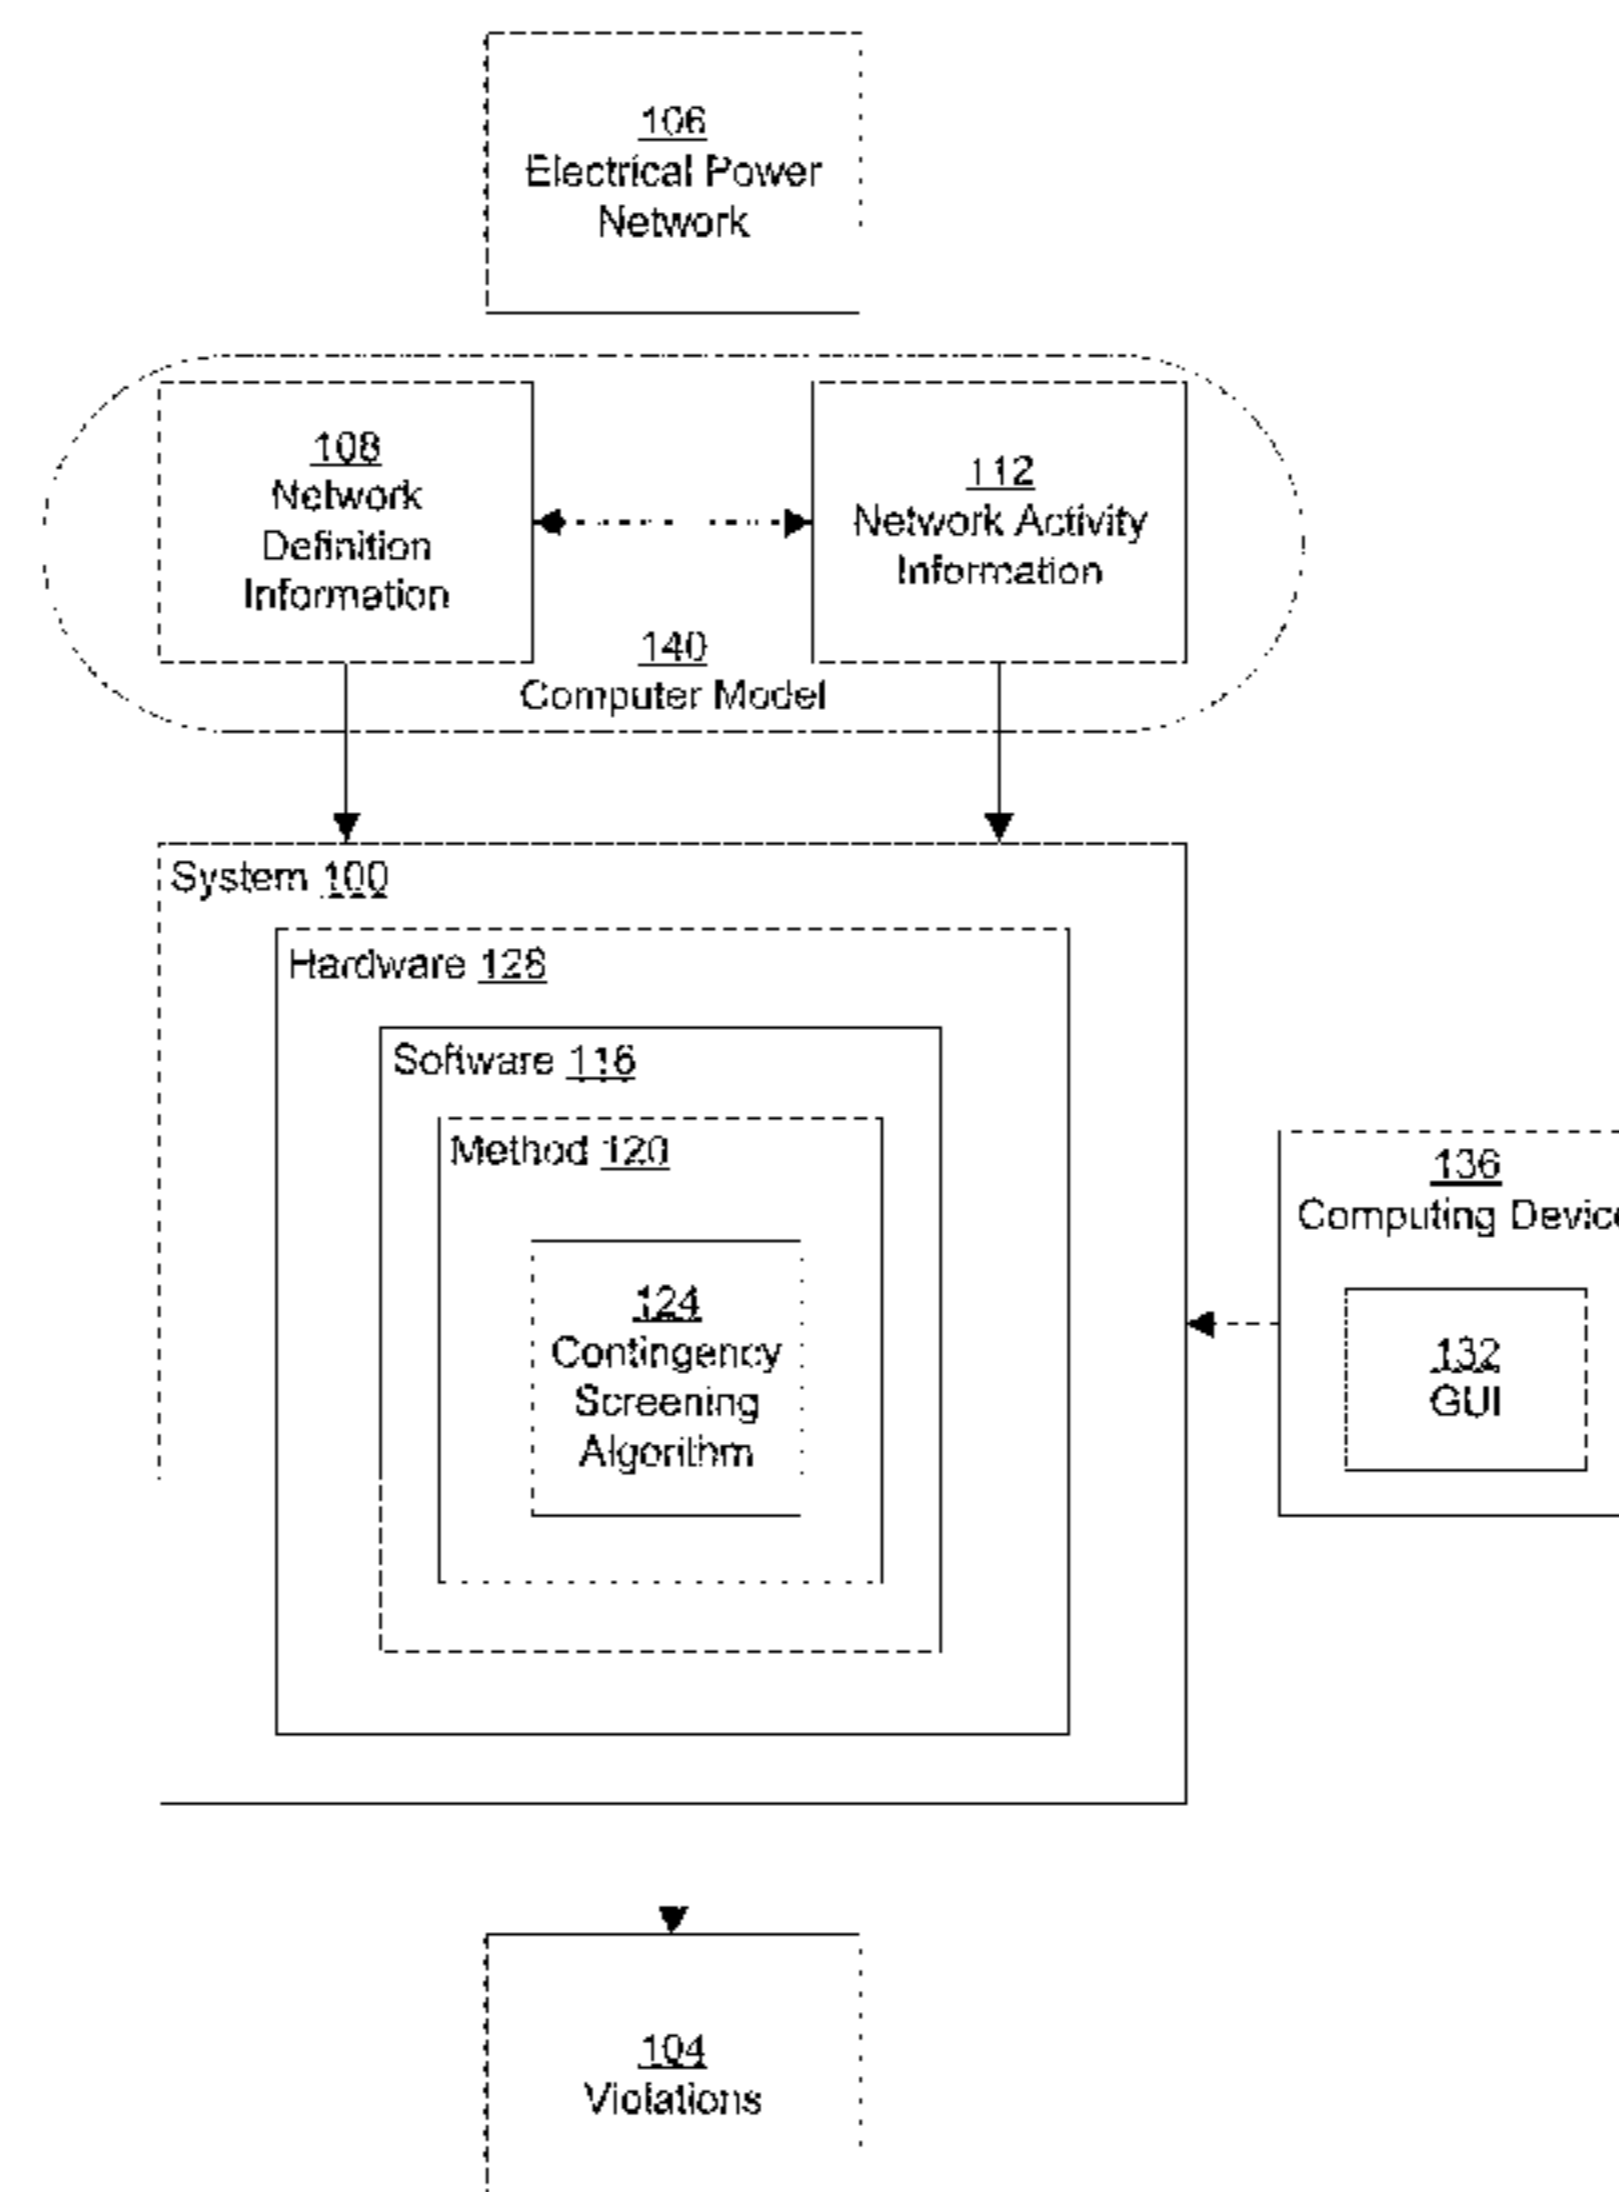 106
Electrical Power
Network
108
Network
Definition
Information
112
Network Activity
Information
140
Computer Model
System 100
Hardware 128
Software 116
Method 120
124
Contingency
Screening
Algorithm
136
Computing Device
132
GUI
104
Violations